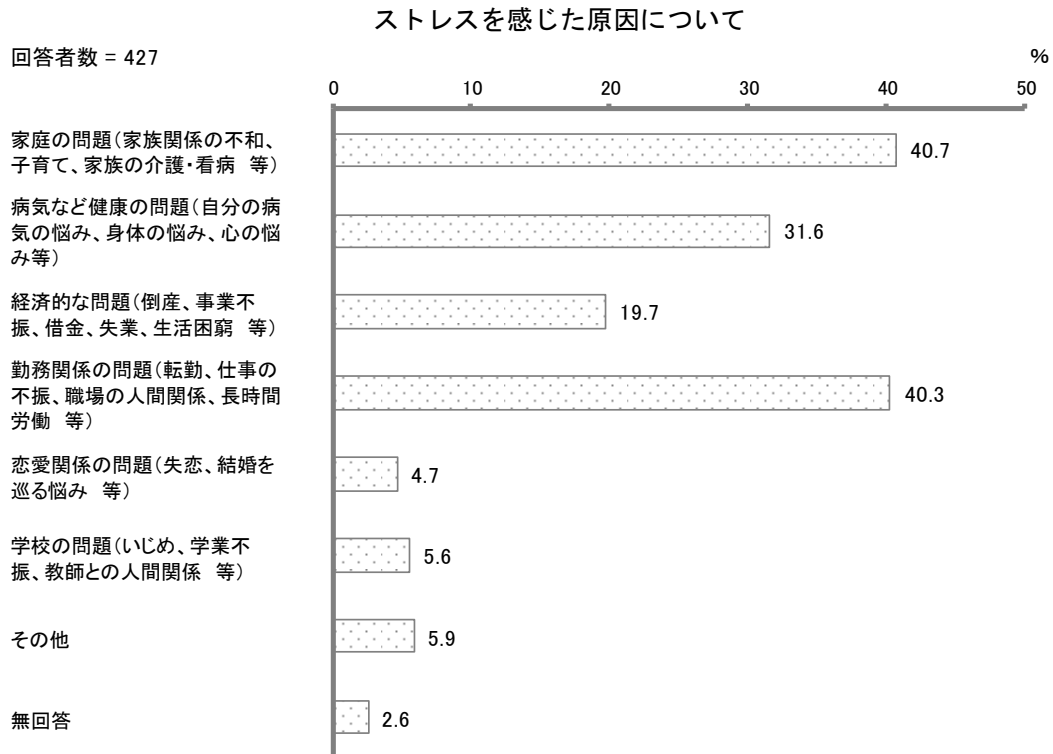 ストレスを感じた原因について
回答者数 = 427
%
0 10 20 30 40 50
家庭の問題(家族関係の不和、
子育て、家族の介護・看病 等)
40.7
病気など健康の問題(自分の病
気の悩み、身体の悩み、心の悩
み等)
31.6
経済的な問題(倒産、事業不
振、借金、失業、生活困窮 等)
19.7
勤務関係の問題(転勤、仕事の
不振、職場の人間関係、長時間
労働 等)
40.3
恋愛関係の問題(失恋、結婚を
巡る悩み 等)
4.7
学校の問題(いじめ、学業不
振、教師との人間関係 等)
5.6
その他
5.9
無回答
2.6